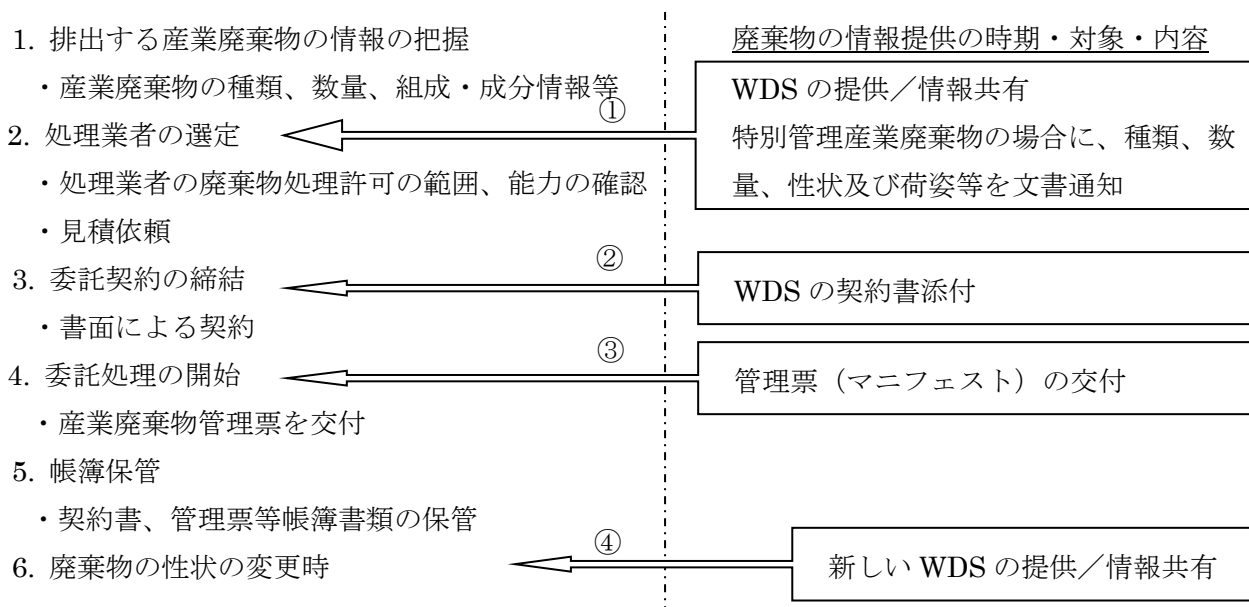 1. 排出する産業廃棄物の情報の把握
・産業廃棄物の種類、数量、組成・成分情報等
2. 処理業者の選定
・処理業者の廃棄物処理許可の範囲、能力の確認
・見積依頼
3. 委託契約の締結
・書面による契約
4. 委託処理の開始
・産業廃棄物管理票を交付
5. 帳簿保管
・契約書、管理票等帳簿書類の保管
6. 廃棄物の性状の変更時
廃棄物の情報提供の時期・対象・内容
①
WDS の提供／情報共有
特別管理産業廃棄物の場合に、種類、数
量、性状及び荷姿等を文書通知
②
WDS の契約書添付
③
管理票（マニフェスト）の交付
④
新しい WDS の提供／情報共有